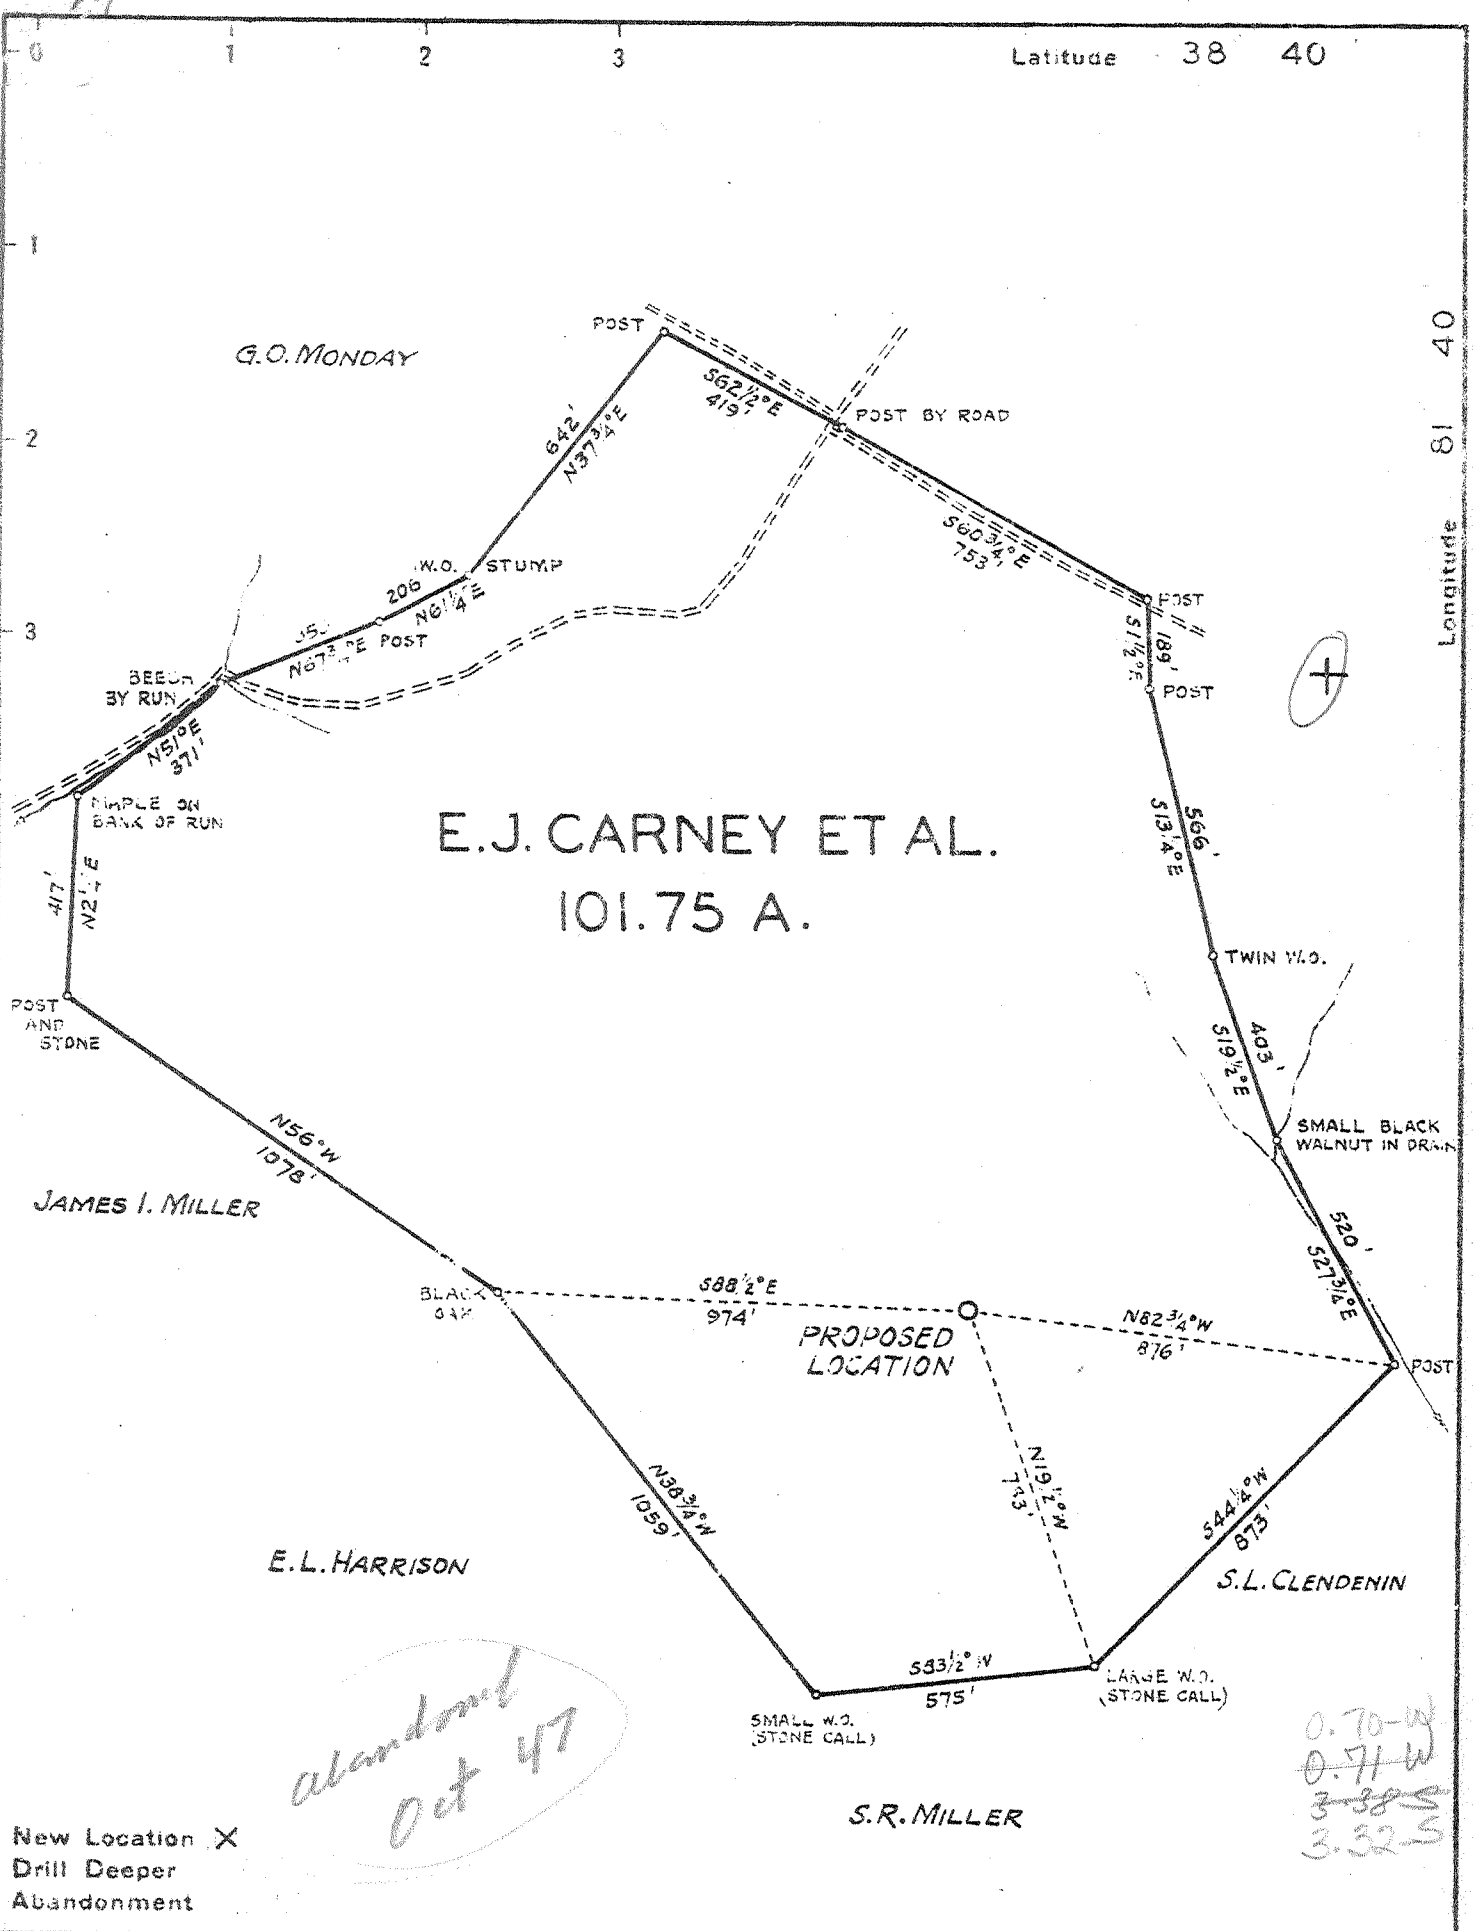 0 1 2 3 Latitude 38 40
1
2
3
Longitude 81 40
G.O. MONDAY
POST
S62½°E
419'
POST BY ROAD
642'
N37¾°E
S60¾°E
753'
W.O. STUMP
206
N61¼°E
POST
N67¾°E
BEECH
BY RUN
N51°E
371'
POST
189'
S1½°E
POST
+
MAPLE ON
BANK OF RUN
417'
E.J. CARNEY ET AL.
101.75 A.
566'
S13¼°E
TWIN W.O.
POST
AND
STONE
403'
S19½°E
SMALL BLACK
WALNUT IN DRAIN
N56°W
1078'
JAMES I. MILLER
520'
S27¾°E
BLACK
OAK
S88½°E
974'
PROPOSED
LOCATION
N82¾°W
876'
POST
N19½°W
N38¾°W
1059'
S44¼°W
873'
E.L. HARRISON
S.L. CLENDENIN
S83½°W
575'
LARGE W.O.
(STONE CALL)
SMALL W.O.
(STONE CALL)
abandoned
Oct 47
0.70-W
0.71 W
3.38 S
3.32-S
S.R. MILLER
New Location X
Drill Deeper
Abandonment